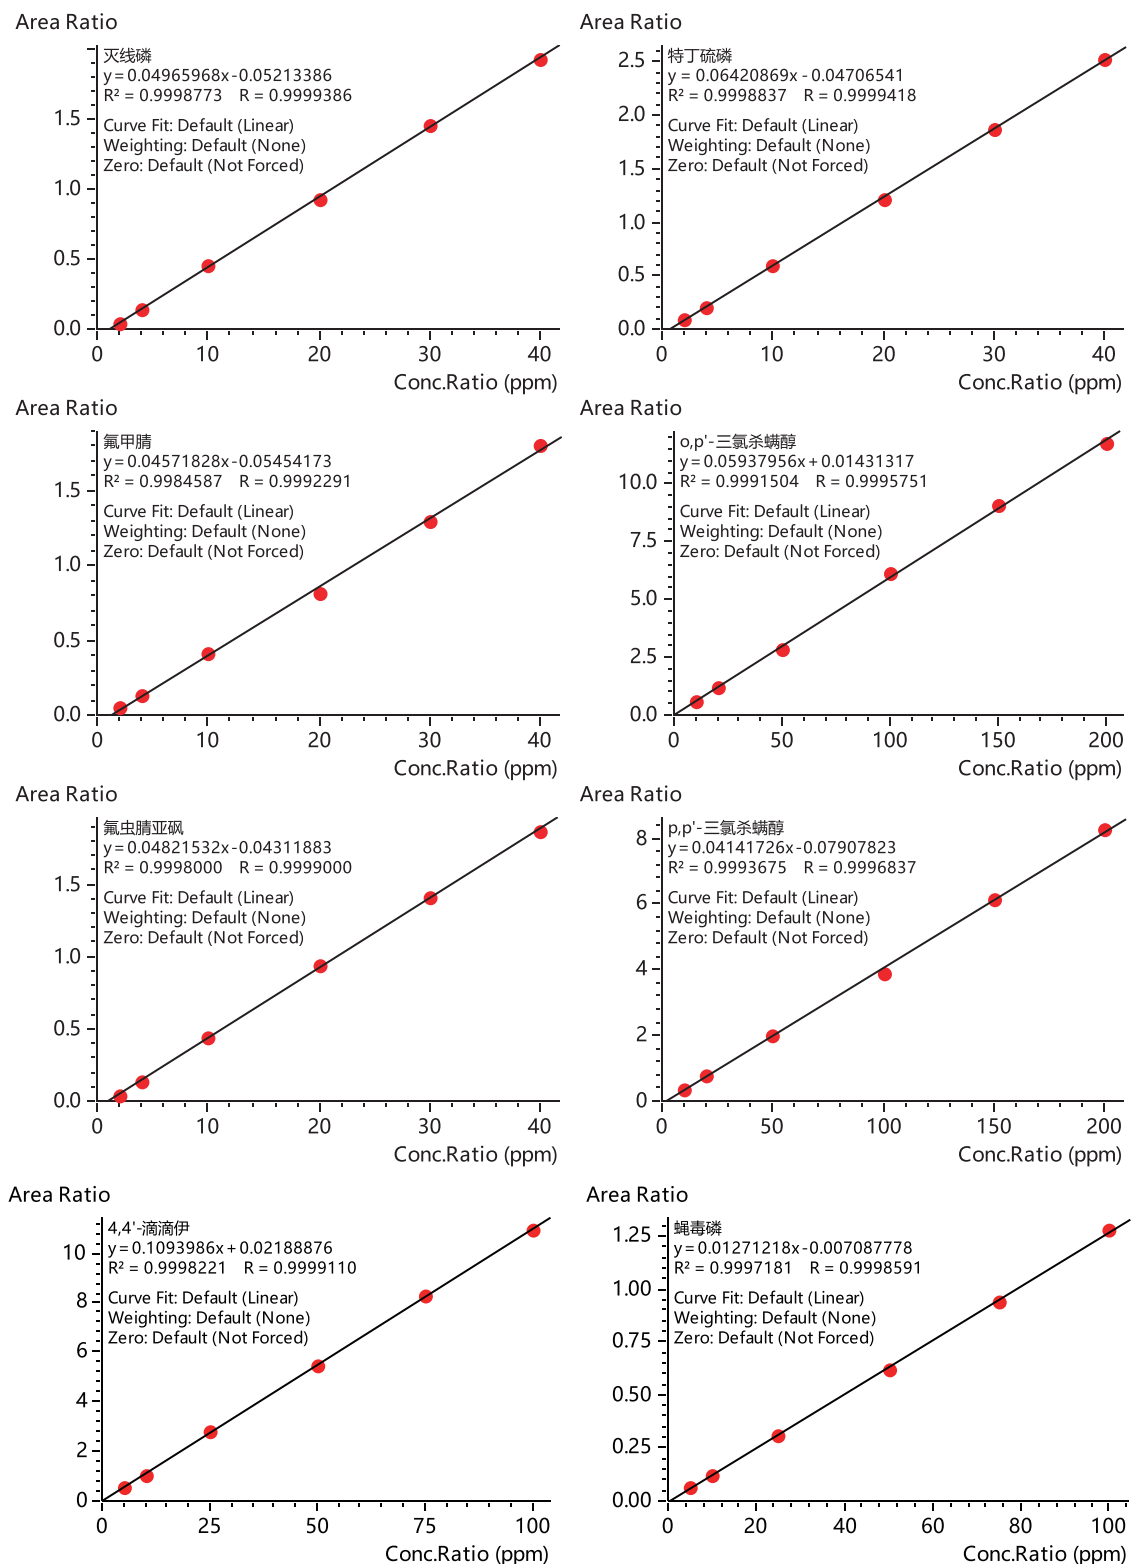 Area Ratio
灭线磷
y = 0.04965968x - 0.05213386
R² = 0.9998773 R = 0.9999386
Curve Fit: Default (Linear)
Weighting: Default (None)
Zero: Default (Not Forced)
1.5
1.0
0.5
0.0
0 10 20 30 40
Conc.Ratio (ppm)
Area Ratio
特丁硫磷
y = 0.06420869x - 0.04706541
R² = 0.9998837 R = 0.9999418
Curve Fit: Default (Linear)
Weighting: Default (None)
Zero: Default (Not Forced)
2.5
2.0
1.5
1.0
0.5
0.0
0 10 20 30 40
Conc.Ratio (ppm)
Area Ratio
氟甲腈
y = 0.04571828x - 0.05454173
R² = 0.9984587 R = 0.9992291
Curve Fit: Default (Linear)
Weighting: Default (None)
Zero: Default (Not Forced)
1.5
1.0
0.5
0.0
0 10 20 30 40
Conc.Ratio (ppm)
Area Ratio
o,p'-三氯杀螨醇
y = 0.05937956x + 0.01431317
R² = 0.9991504 R = 0.9995751
Curve Fit: Default (Linear)
Weighting: Default (None)
Zero: Default (Not Forced)
10.0
7.5
5.0
2.5
0.0
0 50 100 150 200
Conc.Ratio (ppm)
Area Ratio
氟虫腈亚砜
y = 0.04821532x - 0.04311883
R² = 0.9998000 R = 0.9999000
Curve Fit: Default (Linear)
Weighting: Default (None)
Zero: Default (Not Forced)
1.5
1.0
0.5
0.0
0 10 20 30 40
Conc.Ratio (ppm)
Area Ratio
p,p'-三氯杀螨醇
y = 0.04141726x - 0.07907823
R² = 0.9993675 R = 0.9996837
Curve Fit: Default (Linear)
Weighting: Default (None)
Zero: Default (Not Forced)
8
6
4
2
0
0 50 100 150 200
Conc.Ratio (ppm)
Area Ratio
4,4'-滴滴伊
y = 0.1093986x + 0.02188876
R² = 0.9998221 R = 0.9999110
Curve Fit: Default (Linear)
Weighting: Default (None)
Zero: Default (Not Forced)
10
8
6
4
2
0
0 25 50 75 100
Conc.Ratio (ppm)
Area Ratio
蝇毒磷
y = 0.01271218x - 0.007087778
R² = 0.9997181 R = 0.9998591
Curve Fit: Default (Linear)
Weighting: Default (None)
Zero: Default (Not Forced)
1.25
1.00
0.75
0.50
0.25
0.00
0 20 40 60 80 100
Conc.Ratio (ppm)